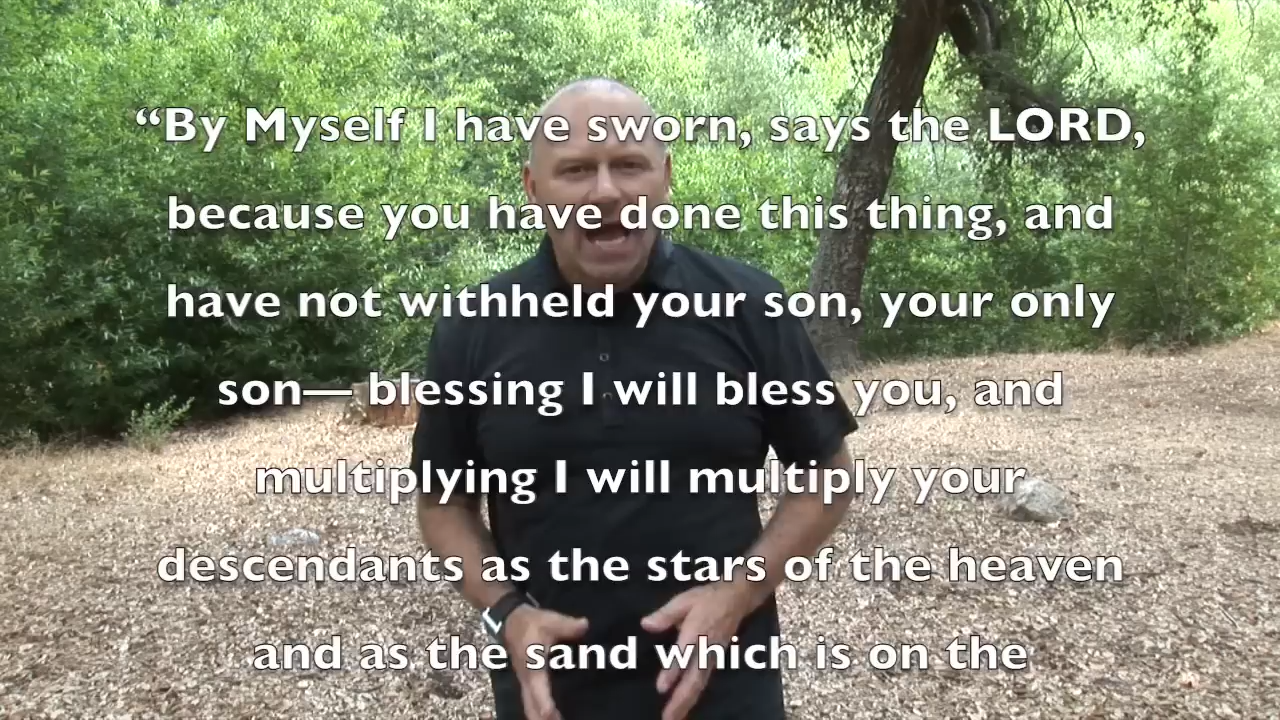 “By Myself I have sworn, says the LORD,
because you have done this thing, and
have not withheld your son, your only
son— blessing I will bless you, and
multiplying I will multiply your
descendants as the stars of the heaven
and as the sand which is on the